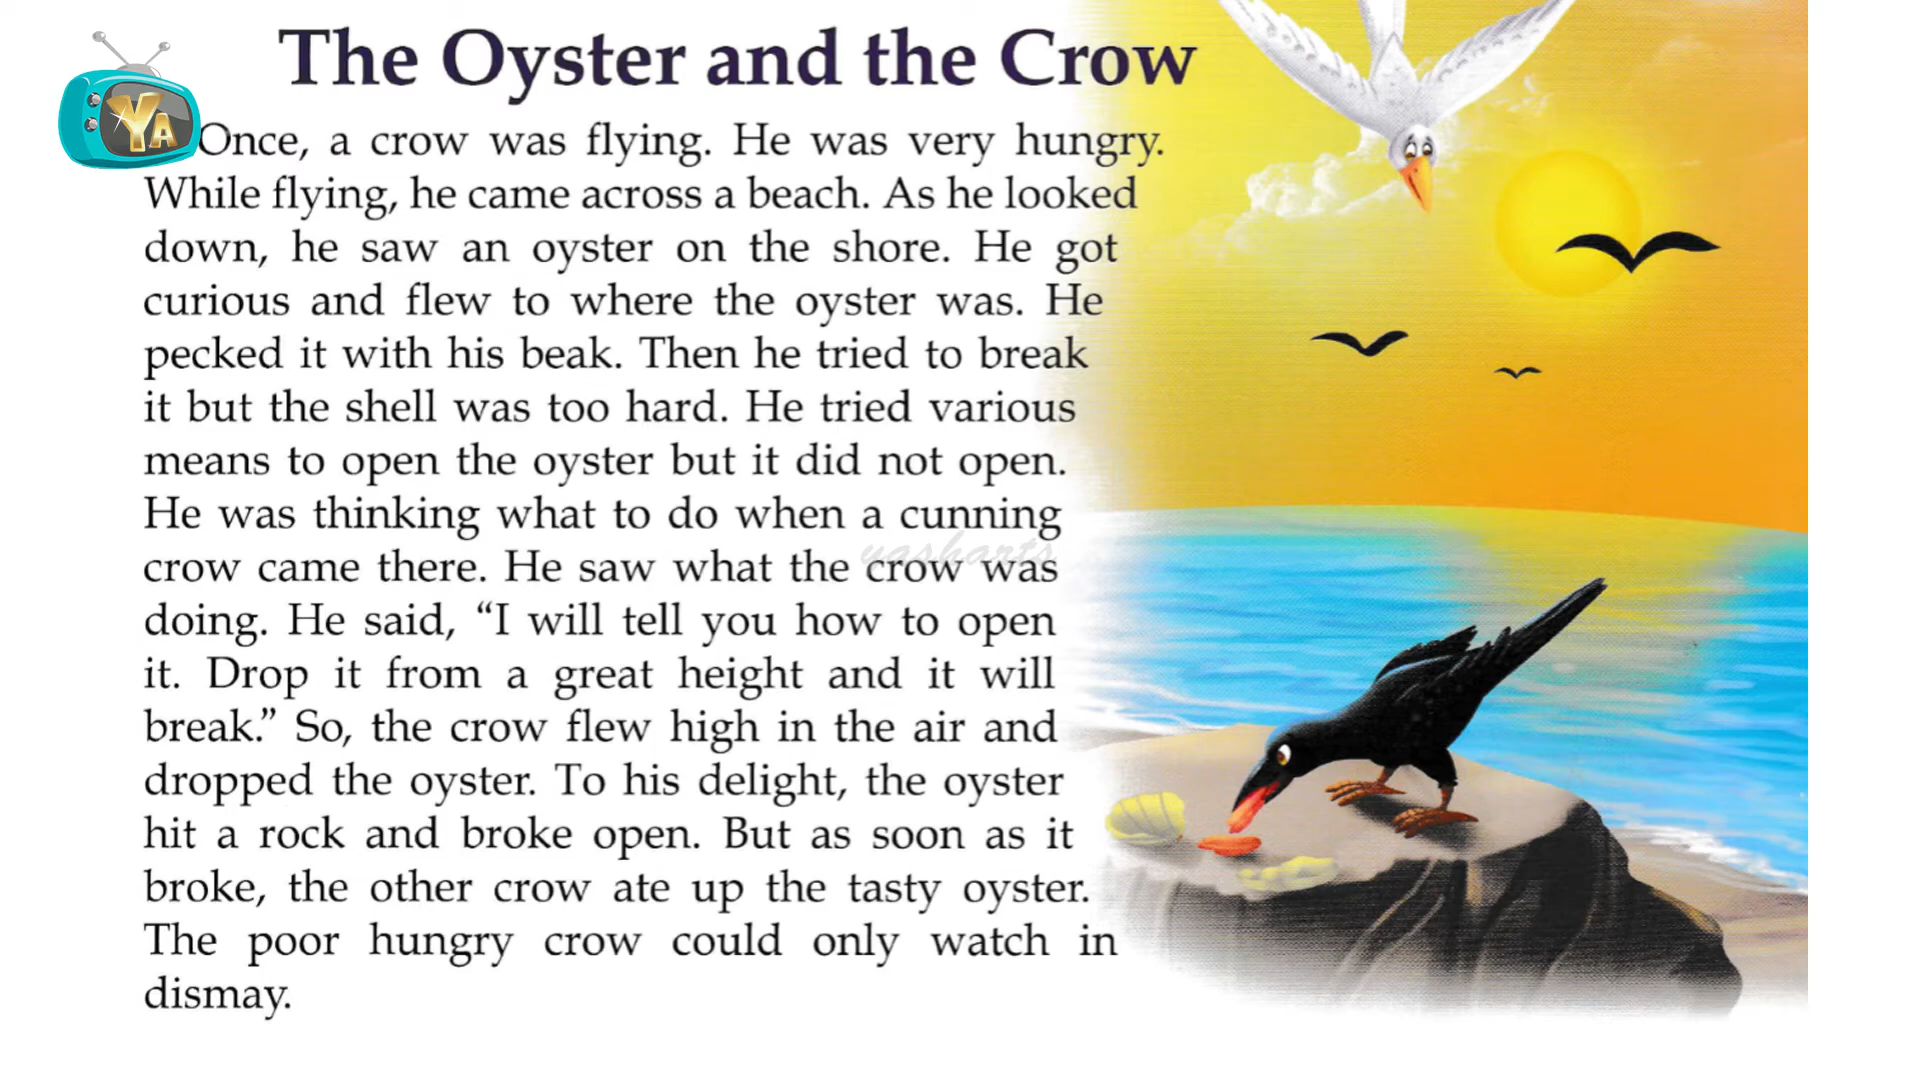 The Oyster and the Crow
YA
Once, a crow was flying. He was very hungry.
While flying, he came across a beach. As he looked
down, he saw an oyster on the shore. He got
curious and flew to where the oyster was. He
pecked it with his beak. Then he tried to break
it but the shell was too hard. He tried various
means to open the oyster but it did not open.
He was thinking what to do when a cunning
crow came there. He saw what the crow was
yasharts
doing. He said, “I will tell you how to open
it. Drop it from a great height and it will
break.” So, the crow flew high in the air and
dropped the oyster. To his delight, the oyster
hit a rock and broke open. But as soon as it
broke, the other crow ate up the tasty oyster.
The poor hungry crow could only watch in
dismay.